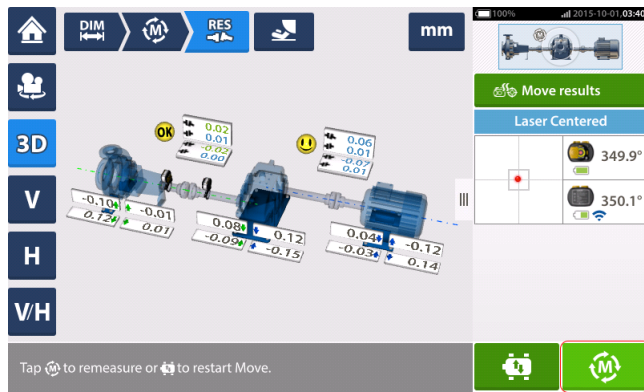 DIM
M
RES
mm
100%
2015-10-01,03:40
M
Move results
Laser Centered
349.9°
350.1°
3D
V
H
V/H
OK
0.02
0.01
-0.02
0.00
0.06
0.01
-0.07
0.01
-0.10 -0.01
0.12 0.01
0.08 0.12
-0.09 -0.15
0.04 -0.12
-0.03 0.14
Tap M to remeasure or to restart Move.
M